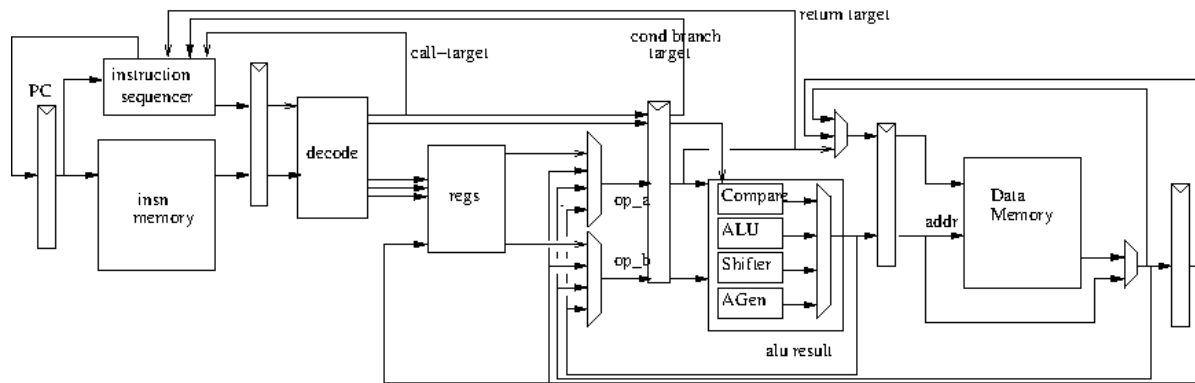 return target
cond branch
target
call-target
instruction
sequencer
PC
decode
insn
memory
regs
op_a
op_b
Compare
ALU
Shifter
AGen
alu result
addr
Data
Memory